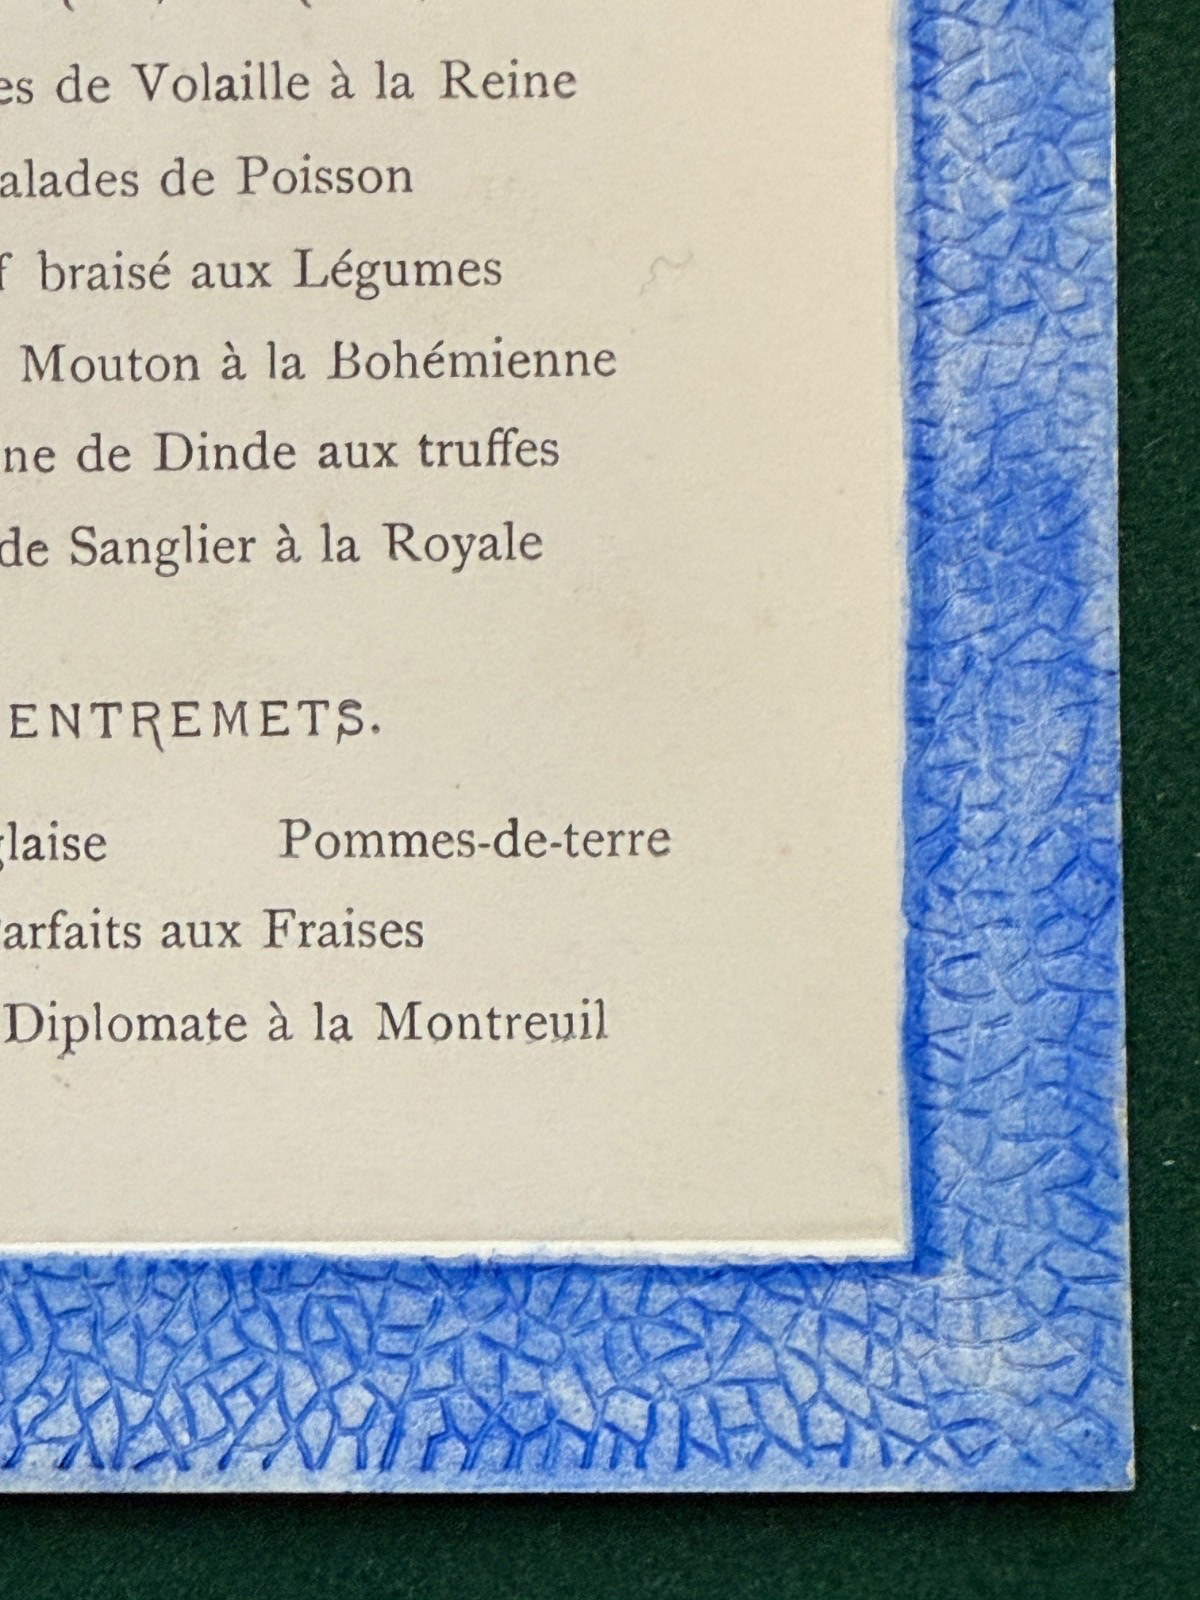 es de Volaille à la Reine
alades de Poisson
f braisé aux Légumes
Mouton à la Bohémienne
ne de Dinde aux truffes
de Sanglier à la Royale
ENTREMETS.
glaise Pommes-de-terre
arfaits aux Fraises
Diplomate à la Montreuil